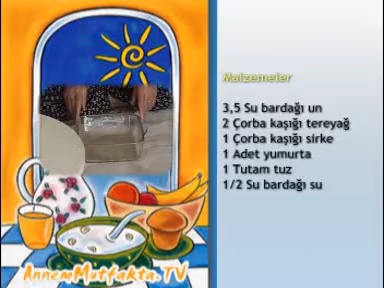 Malzemeler
3,5 Su bardağı un
2 Çorba kaşığı tereyağ
1 Çorba kaşığı sirke
1 Adet yumurta
1 Tutam tuz
1/2 Su bardağı su
AnnemMutfakta.TV